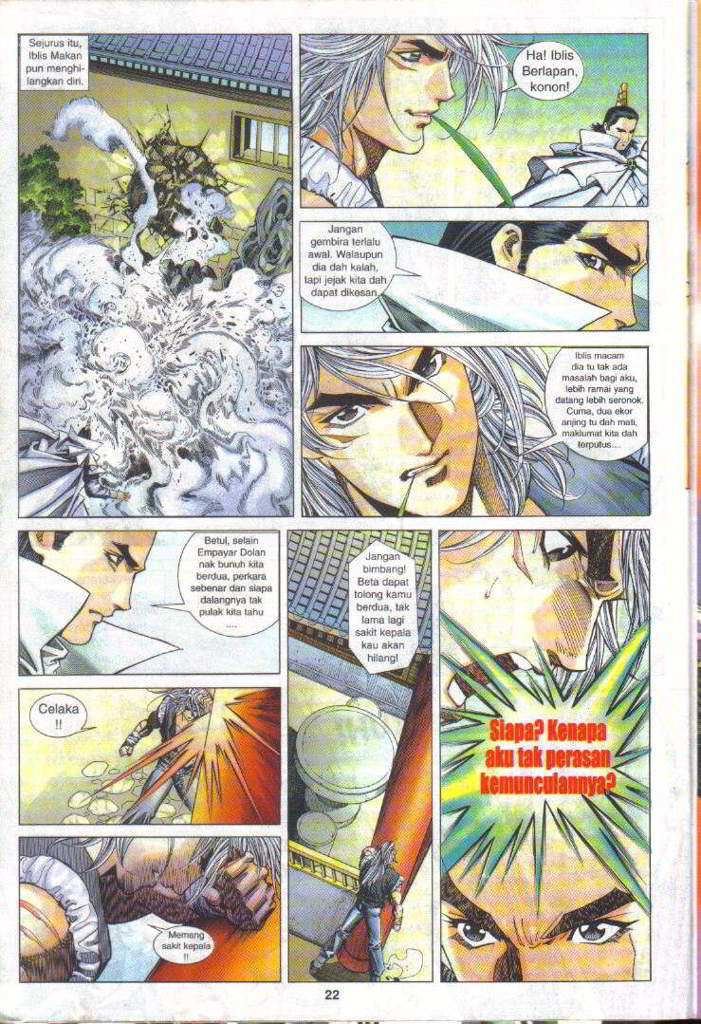 Sejurus itu,
Iblis Makan
pun menghi-
langkan diri.
Ha! Iblis
Berlapan,
konon!
Jangan
gembira terlalu
awal. Walaupun
dia dah kalah,
tapi jejak kita dah
dapat dikesan.
Iblis macam
dia tu tak ada
masalah bagi aku,
lebih ramai yang
datang lebih seronok.
Cuma, dua ekor
anjing tu dah mati,
maklumat kita dah
terputus....
Betul, selain
Empayar Dolan
nak bunuh kita
berdua, perkara
sebenar dan siapa
dalangnya tak
pulak kita tahu
....
Celaka
!!
Memang
sakit kepala
!!
Jangan
bimbang!
Beta dapat
tolong kamu
berdua, tak
lama lagi
sakit kepala
kau akan
hilang!
Siapa? Kenapa
aku tak perasan
kemunculannya?
22